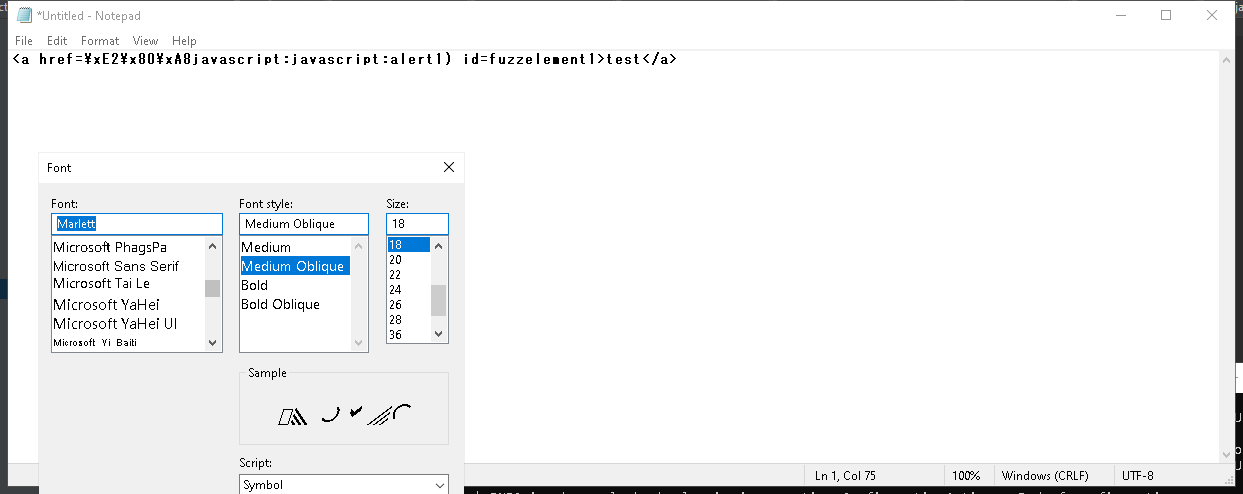 *Untitled - Notepad
File Edit Format View Help
<a href=¥xE2¥x80¥xA8javascript:javascript:alert1) id=fuzzelement1>test</a>
Font
Font: Font style: Size:
Marlett Medium Oblique 18
Microsoft PhagsPa
Microsoft Sans Serif
Microsoft Tai Le
Microsoft YaHei
Microsoft YaHei UI
Microsoft Yi Baiti
Medium
Medium Oblique
Bold
Bold Oblique
18
20
22
24
26
28
36
Sample
Script:
Symbol
Ln 1, Col 75 100% Windows (CRLF) UTF-8